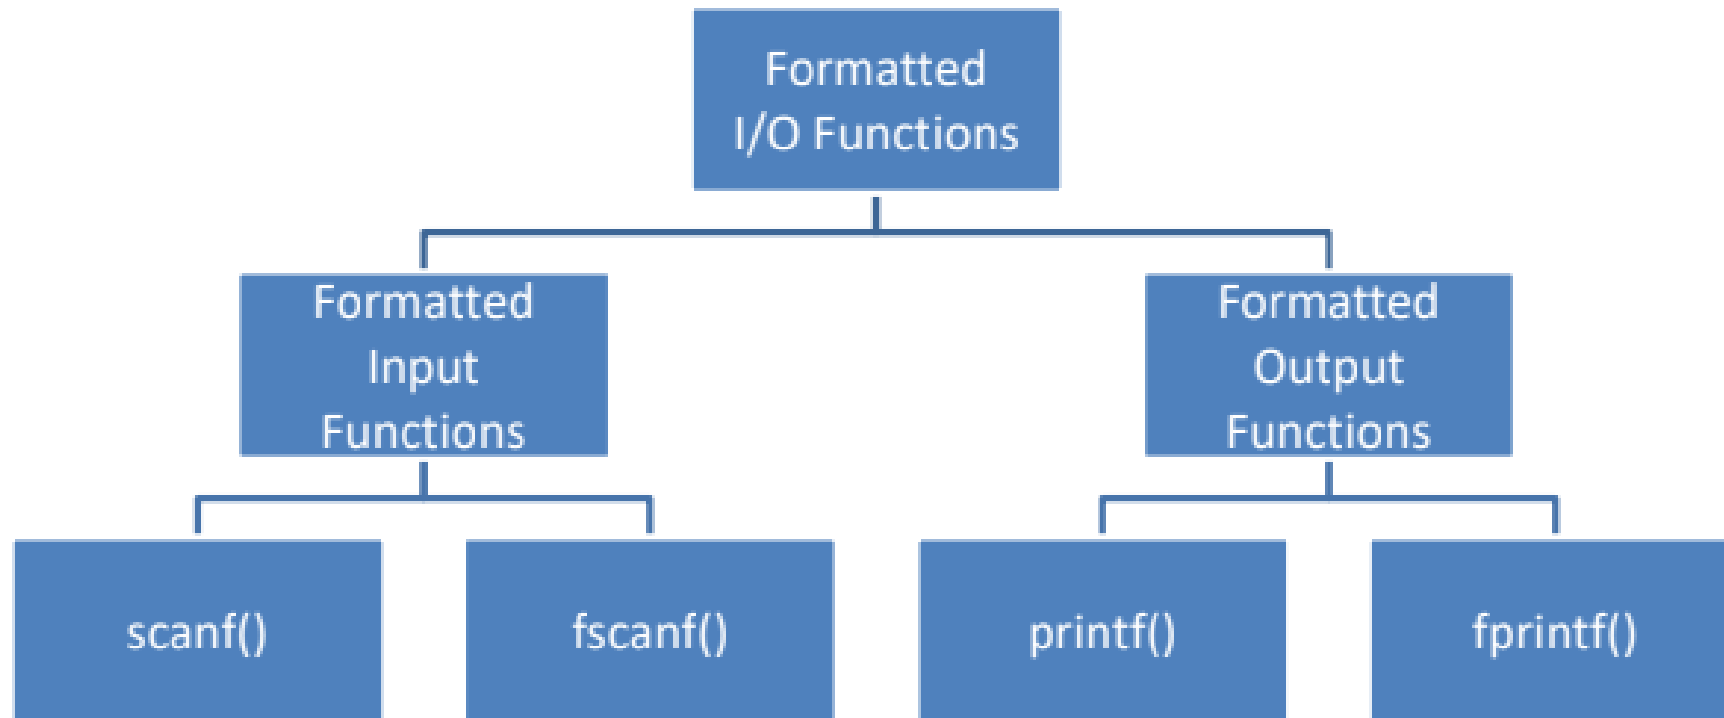 Formatted
I/O Functions
Formatted
Input
Functions
Formatted
Output
Functions
scanf()
fscanf()
printf()
fprintf()